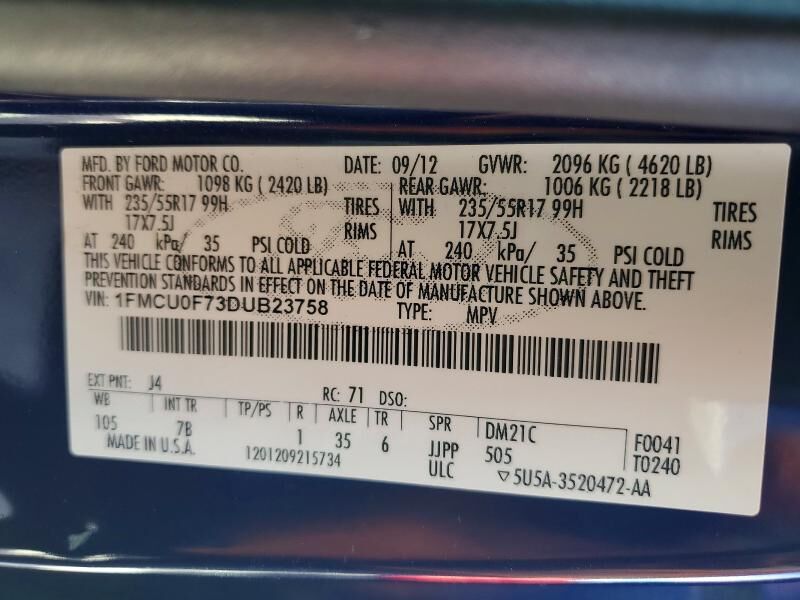 MFD. BY FORD MOTOR CO. DATE: 09/12 GVWR: 2096 KG ( 4620 LB)
FRONT GAWR: 1098 KG ( 2420 LB) REAR GAWR: 1006 KG ( 2218 LB)
WITH 235/55R17 99H TIRES WITH 235/55R17 99H TIRES
17X7.5J RIMS 17X7.5J RIMS
AT 240 kPa/ 35 PSI COLD AT 240 kPa/ 35 PSI COLD
THIS VEHICLE CONFORMS TO ALL APPLICABLE FEDERAL MOTOR VEHICLE SAFETY AND THEFT
PREVENTION STANDARDS IN EFFECT ON THE DATE OF MANUFACTURE SHOWN ABOVE.
VIN: 1FMCU0F73DUB23758 TYPE: MPV
EXT PNT: J4 RC: 71 DSO:
WB INT TR TP/PS R AXLE TR SPR DM21C F0041
105 7B 1 35 6 JJPP 505 T0240
MADE IN U.S.A. 1201209215734 ULC ▽5U5A-3520472-AA